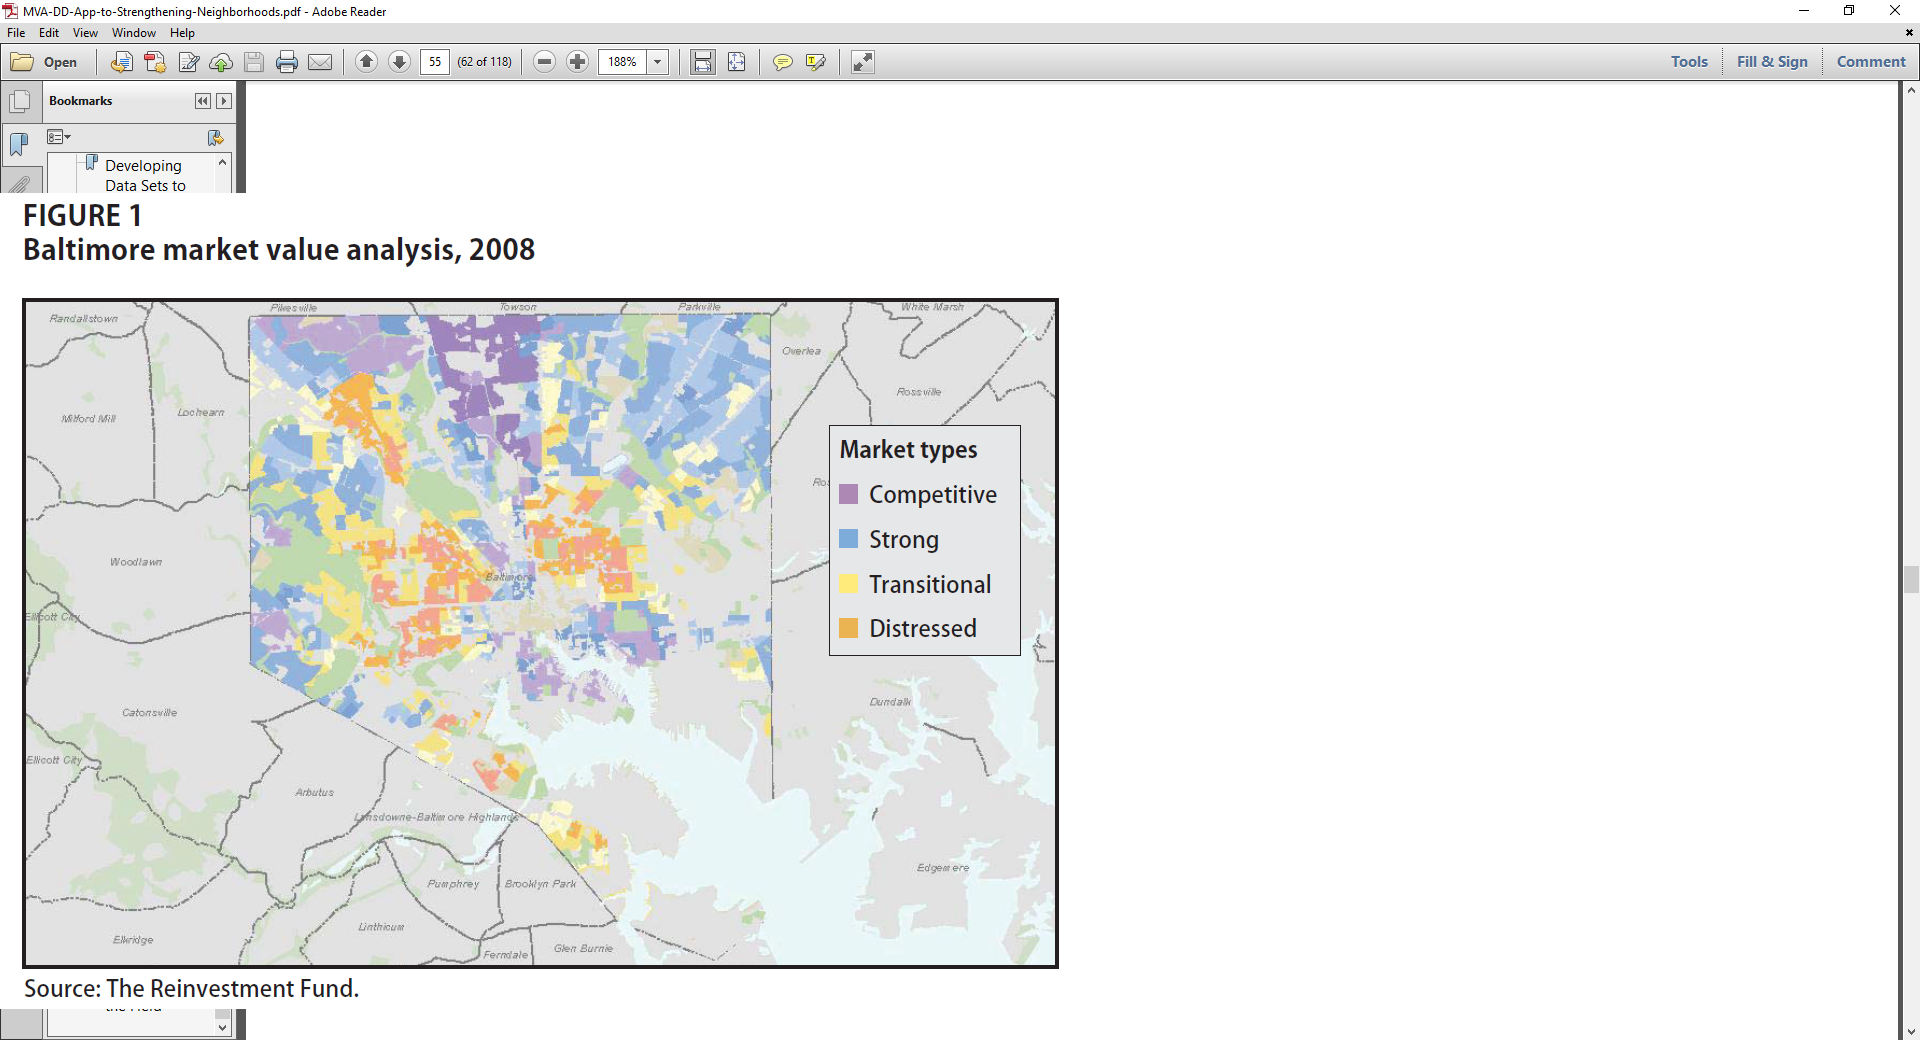 MVA-DD-App-to-Strengthening-Neighborhoods.pdf - Adobe Reader
File Edit View Window Help
Open 55 (62 of 118) 188% Tools Fill & Sign Comment
Bookmarks
Developing
Data Sets to
FIGURE 1
Baltimore market value analysis, 2008
Pikesville Towson Parkville White Marsh
Randallstown
Overlea
Rossville
Milford Mill Lochearn
Market types
Competitive
Strong
Transitional
Distressed
Woodlawn
Baltimore
Ellicott City
Catonsville
Dundalk
Ellicott City
Arbutus
Lansdowne-Baltimore Highlands
Edgemere
Pumphrey Brooklyn Park
Linthicum
Elkridge
Glen Burnie
Ferndale
Source: The Reinvestment Fund.